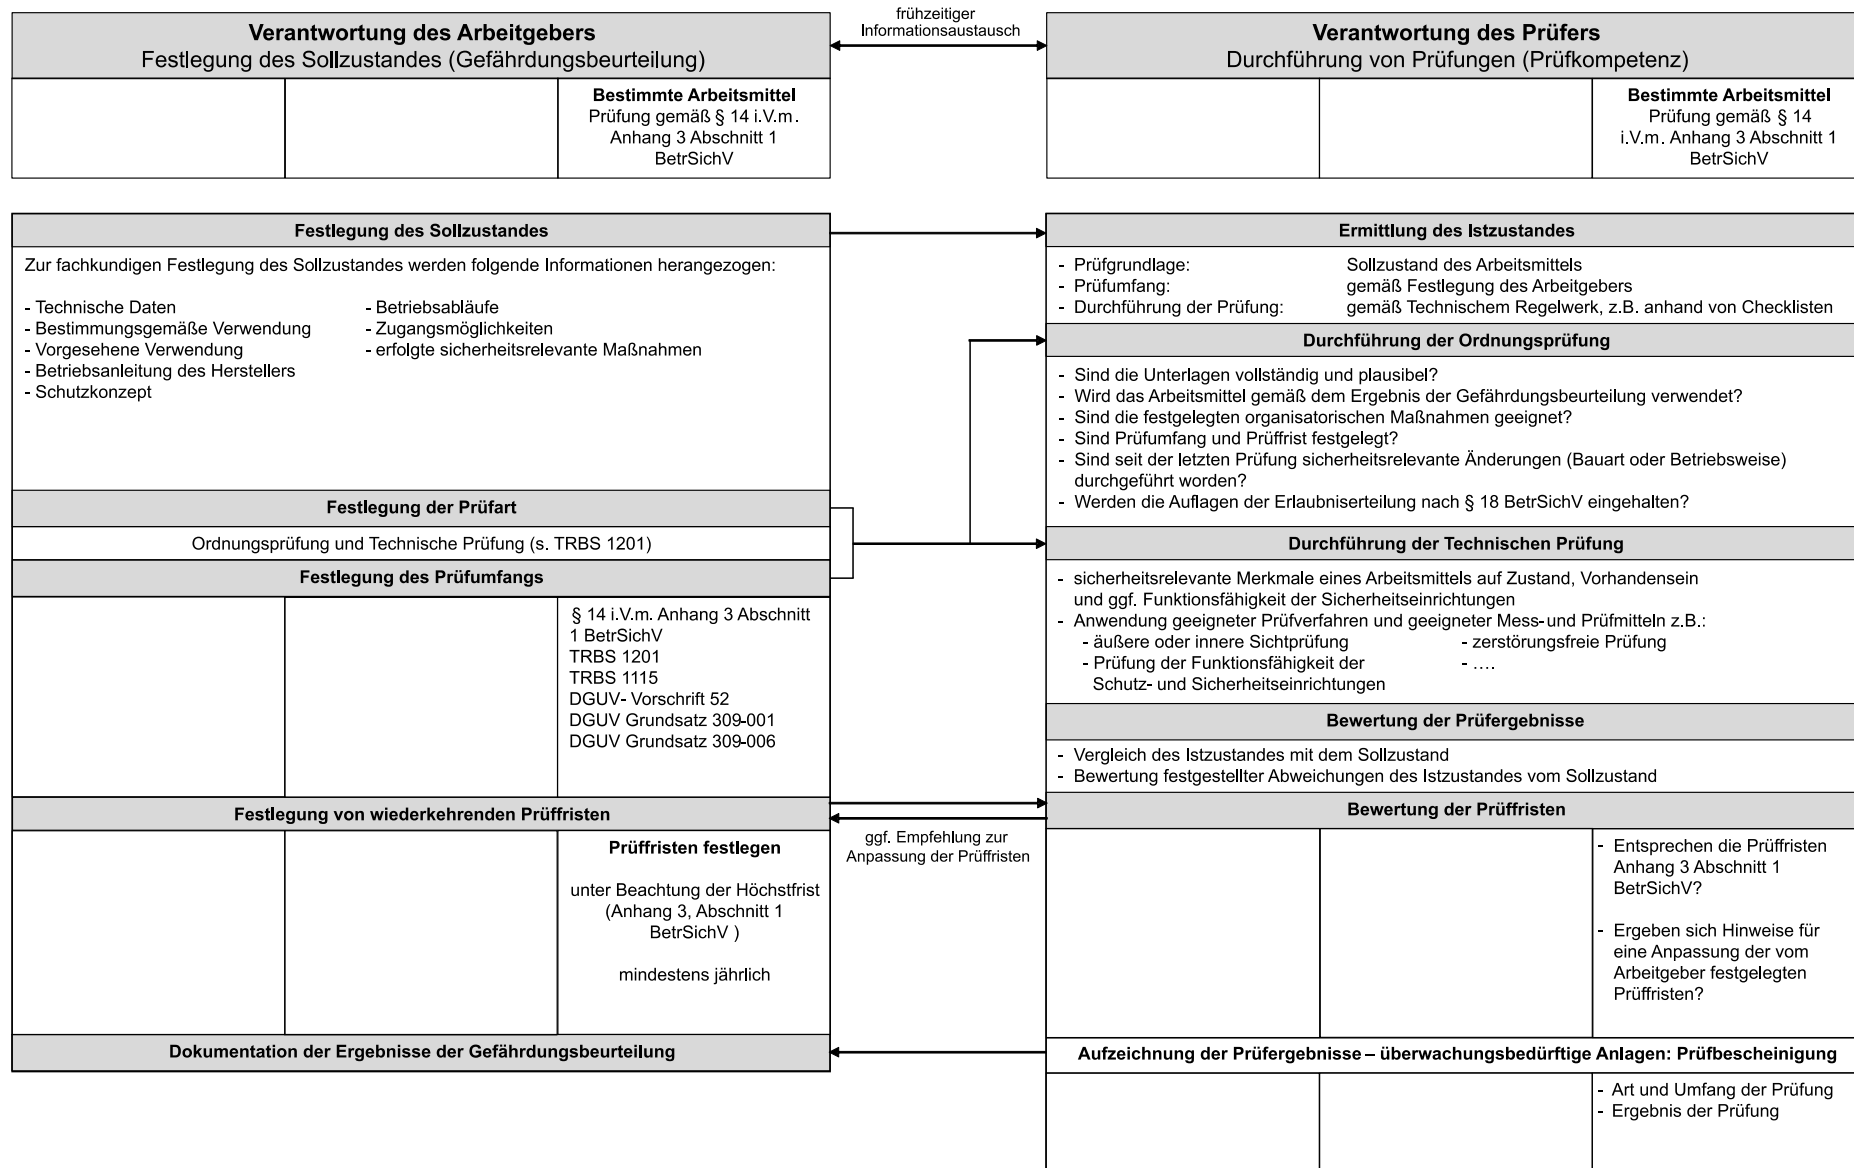 frühzeitiger
Informationsaustausch
Verantwortung des Arbeitgebers
Festlegung des Sollzustandes (Gefährdungsbeurteilung)
Bestimmte Arbeitsmittel
Prüfung gemäß § 14 i.V.m.
Anhang 3 Abschnitt 1
BetrSichV
Verantwortung des Prüfers
Durchführung von Prüfungen (Prüfkompetenz)
Bestimmte Arbeitsmittel
Prüfung gemäß § 14
i.V.m. Anhang 3 Abschnitt 1
BetrSichV
Festlegung des Sollzustandes
Zur fachkundigen Festlegung des Sollzustandes werden folgende Informationen herangezogen:
- Technische Daten
- Bestimmungsgemäße Verwendung
- Vorgesehene Verwendung
- Betriebsanleitung des Herstellers
- Schutzkonzept
- Betriebsabläufe
- Zugangsmöglichkeiten
- erfolgte sicherheitsrelevante Maßnahmen
Festlegung der Prüfart
Ordnungsprüfung und Technische Prüfung (s. TRBS 1201)
Festlegung des Prüfumfangs
§ 14 i.V.m. Anhang 3 Abschnitt
1 BetrSichV
TRBS 1201
TRBS 1115
DGUV- Vorschrift 52
DGUV Grundsatz 309-001
DGUV Grundsatz 309-006
Festlegung von wiederkehrenden Prüffristen
Prüffristen festlegen
unter Beachtung der Höchstfrist
(Anhang 3, Abschnitt 1
BetrSichV )
mindestens jährlich
Dokumentation der Ergebnisse der Gefährdungsbeurteilung
ggf. Empfehlung zur
Anpassung der Prüffristen
Ermittlung des Istzustandes
- Prüfgrundlage: Sollzustand des Arbeitsmittels
- Prüfumfang: gemäß Festlegung des Arbeitgebers
- Durchführung der Prüfung: gemäß Technischem Regelwerk, z.B. anhand von Checklisten
Durchführung der Ordnungsprüfung
- Sind die Unterlagen vollständig und plausibel?
- Wird das Arbeitsmittel gemäß dem Ergebnis der Gefährdungsbeurteilung verwendet?
- Sind die festgelegten organisatorischen Maßnahmen geeignet?
- Sind Prüfumfang und Prüffrist festgelegt?
- Sind seit der letzten Prüfung sicherheitsrelevante Änderungen (Bauart oder Betriebsweise)
durchgeführt worden?
- Werden die Auflagen der Erlaubniserteilung nach § 18 BetrSichV eingehalten?
Durchführung der Technischen Prüfung
- sicherheitsrelevante Merkmale eines Arbeitsmittels auf Zustand, Vorhandensein
und ggf. Funktionsfähigkeit der Sicherheitseinrichtungen
- Anwendung geeigneter Prüfverfahren und geeigneter Mess-und Prüfmitteln z.B.:
- äußere oder innere Sichtprüfung
- Prüfung der Funktionsfähigkeit der
Schutz- und Sicherheitseinrichtungen
- zerstörungsfreie Prüfung
- ....
Bewertung der Prüfergebnisse
- Vergleich des Istzustandes mit dem Sollzustand
- Bewertung festgestellter Abweichungen des Istzustandes vom Sollzustand
Bewertung der Prüffristen
- Entsprechen die Prüffristen
Anhang 3 Abschnitt 1
BetrSichV?
- Ergeben sich Hinweise für
eine Anpassung der vom
Arbeitgeber festgelegten
Prüffristen?
Aufzeichnung der Prüfergebnisse – überwachungsbedürftige Anlagen: Prüfbescheinigung
- Art und Umfang der Prüfung
- Ergebnis der Prüfung